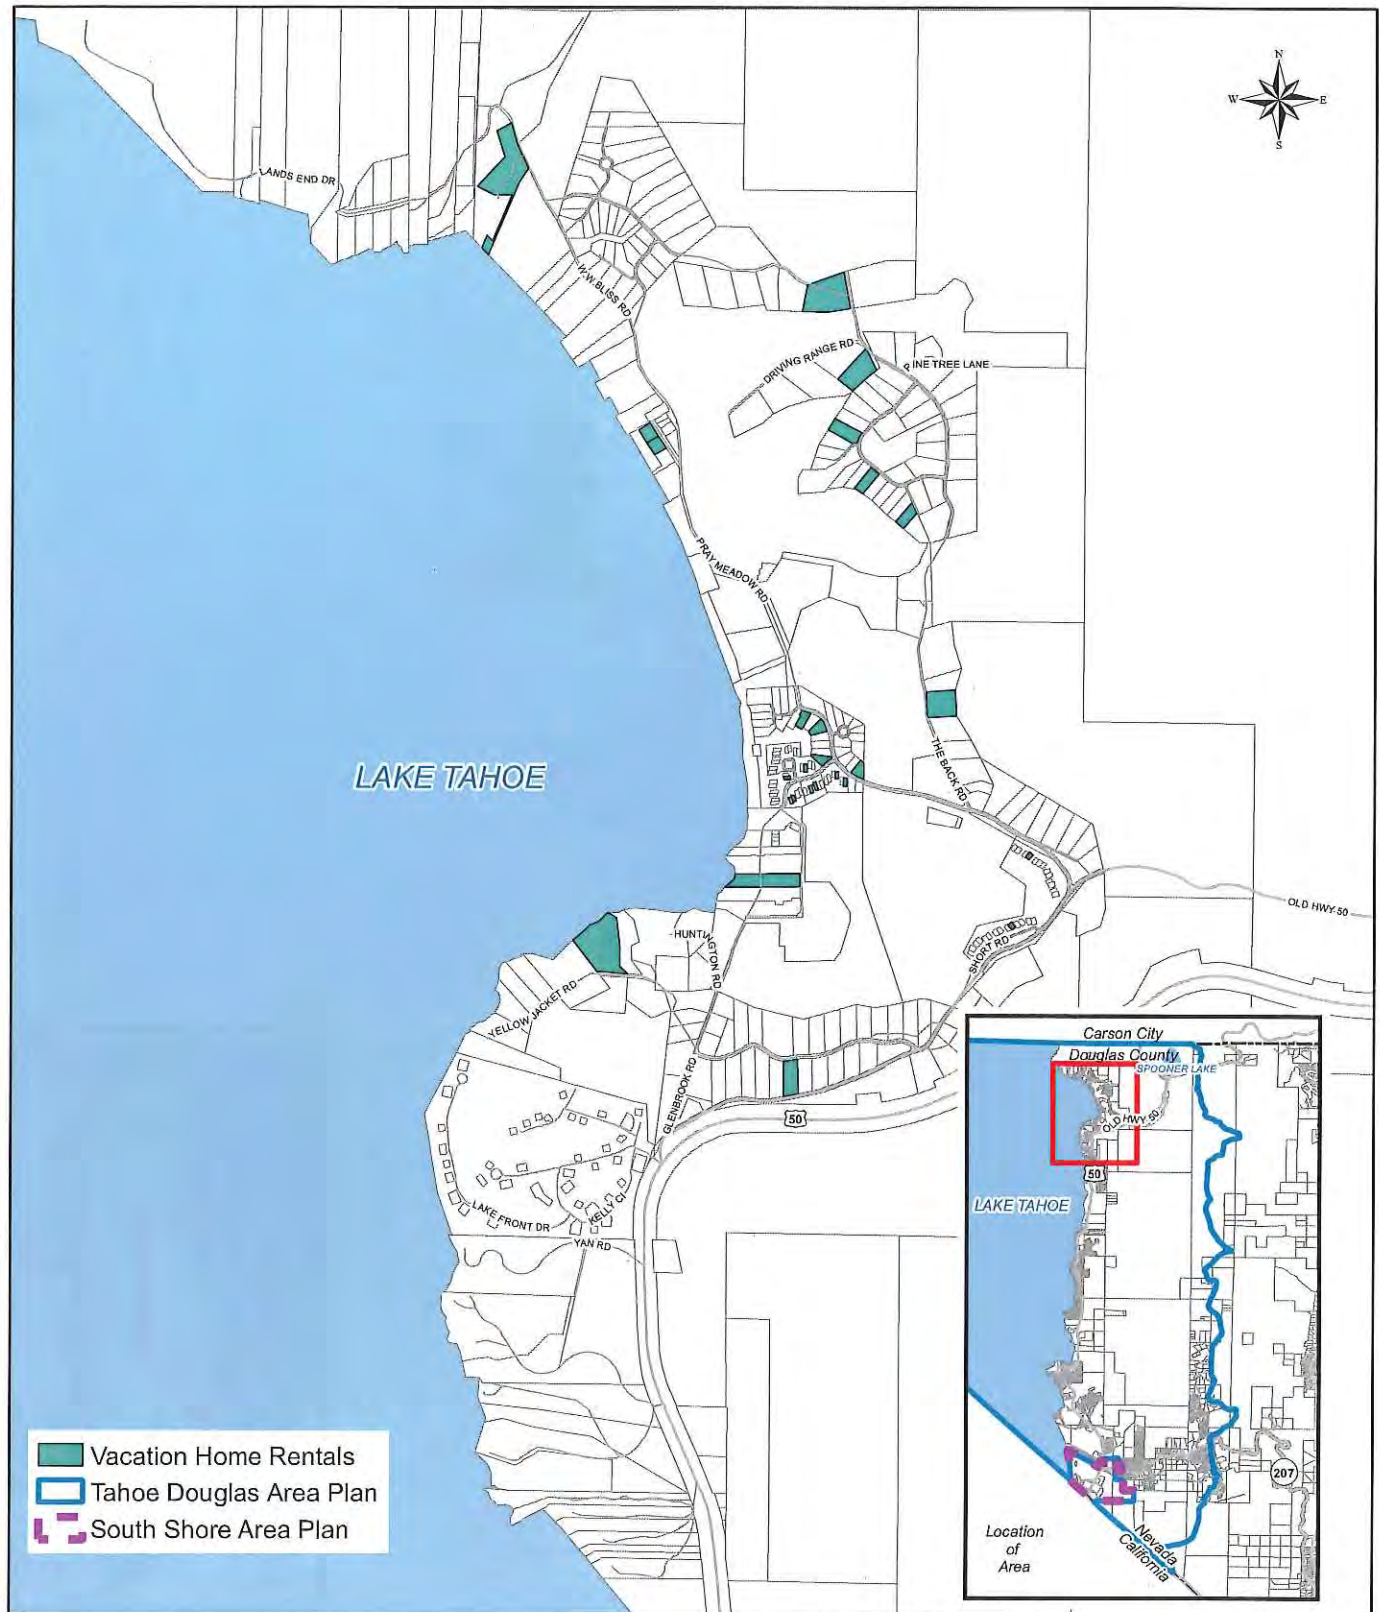 N
W E
S
LANDS END DR
W.W.BLISS RD
DRIVING RANGE RD
PINE TREE LANE
PRAY MEADOW RD
THE BACK RD
LAKE TAHOE
OLD HWY 50
HUNTINGTON RD
SHORT RD
YELLOW JACKET RD
GLENBROOK RD
50
LAKE FRONT DR
KELLY CI
YAN RD
Carson City
Douglas County
SPOONER LAKE
OLD HWY 50
50
LAKE TAHOE
207
Nevada
California
Location
of
Area
Vacation Home Rentals
Tahoe Douglas Area Plan
South Shore Area Plan